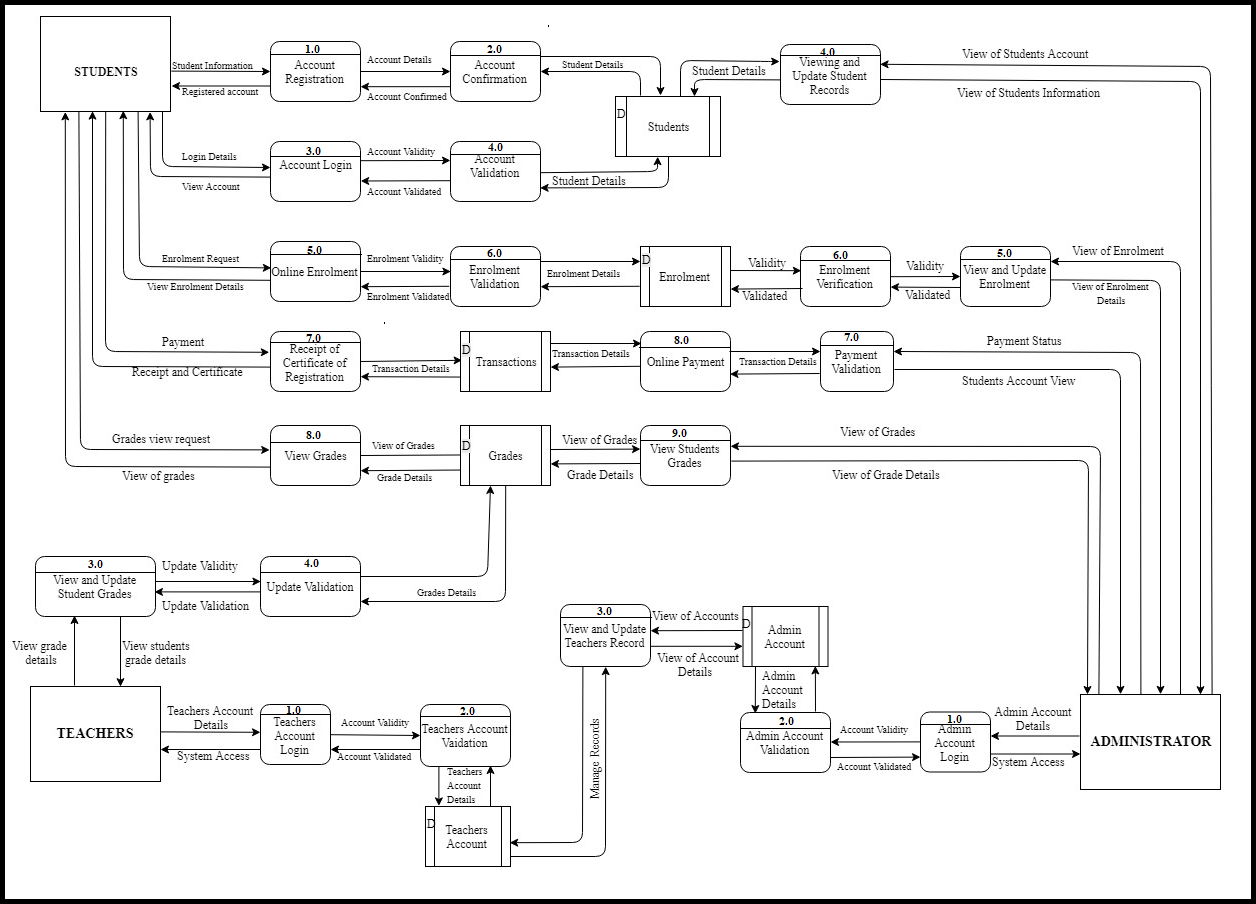 STUDENTS
Student Information
Registered account
1.0
Account
Registration
Account Details
Account Confirmed
2.0
Account
Confirmation
Student Details
Student Details
4.0
Viewing and
Update Student
Records
View of Students Account
View of Students Information
D
Students
Login Details
View Account
3.0
Account Login
Account Validity
Account Validated
4.0
Account
Validation
Student Details
Enrolment Request
View Enrolment Details
5.0
Online Enrolment
Enrolment Validity
Enrolment Validated
6.0
Enrolment
Validation
Enrolment Details
D
Enrolment
Validity
Validated
6.0
Enrolment
Verification
Validity
Validated
5.0
View and Update
Enrolment
View of Enrolment
View of Enrolment
Details
Payment
Receipt and Certificate
7.0
Receipt of
Certificate of
Registration
Transaction Details
D
Transactions
Transaction Details
8.0
Online Payment
Transaction Details
7.0
Payment
Validation
Payment Status
Students Account View
Grades view request
View of grades
8.0
View Grades
View of Grades
Grade Details
D
Grades
View of Grades
Grade Details
9.0
View Students
Grades
View of Grades
View of Grade Details
3.0
View and Update
Student Grades
Update Validity
Update Validation
4.0
Update Validation
Grades Details
View grade
details
View students
grade details
TEACHERS
Teachers Account
Details
System Access
1.0
Teachers
Account
Login
Account Validity
Account Validated
2.0
Teachers Account
Vaidation
Teachers
Account
Details
D
Teachers
Account
Manage Records
3.0
View and Update
Teachers Record
View of Accounts
View of Account
Details
D
Admin
Account
Admin
Account
Details
2.0
Admin Account
Validation
Account Validity
Account Validated
1.0
Admin
Account
Login
Admin Account
Details
System Access
ADMINISTRATOR